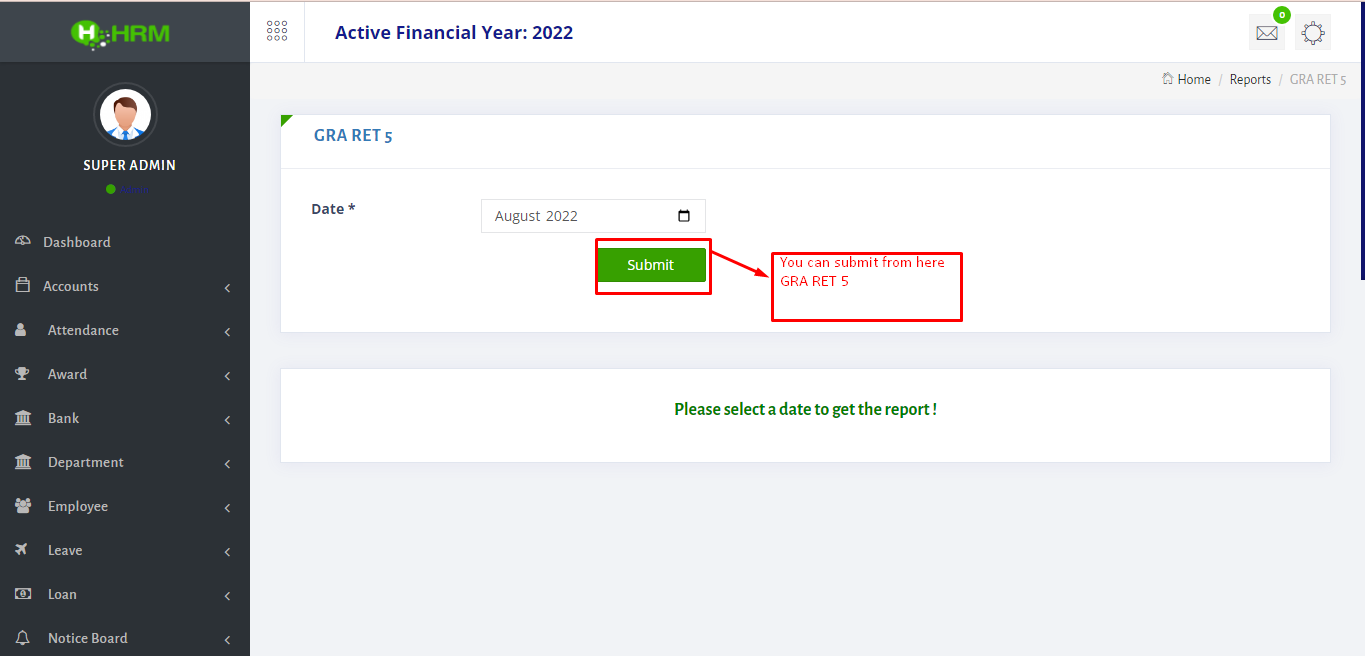 HRM
Active Financial Year: 2022
0
Home / Reports / GRA RET 5
SUPER ADMIN
GRA RET 5
Date *
August 2022
Submit
You can submit from here
GRA RET 5
Please select a date to get the report !
Dashboard
Accounts
Attendance
Award
Bank
Department
Employee
Leave
Loan
Notice Board